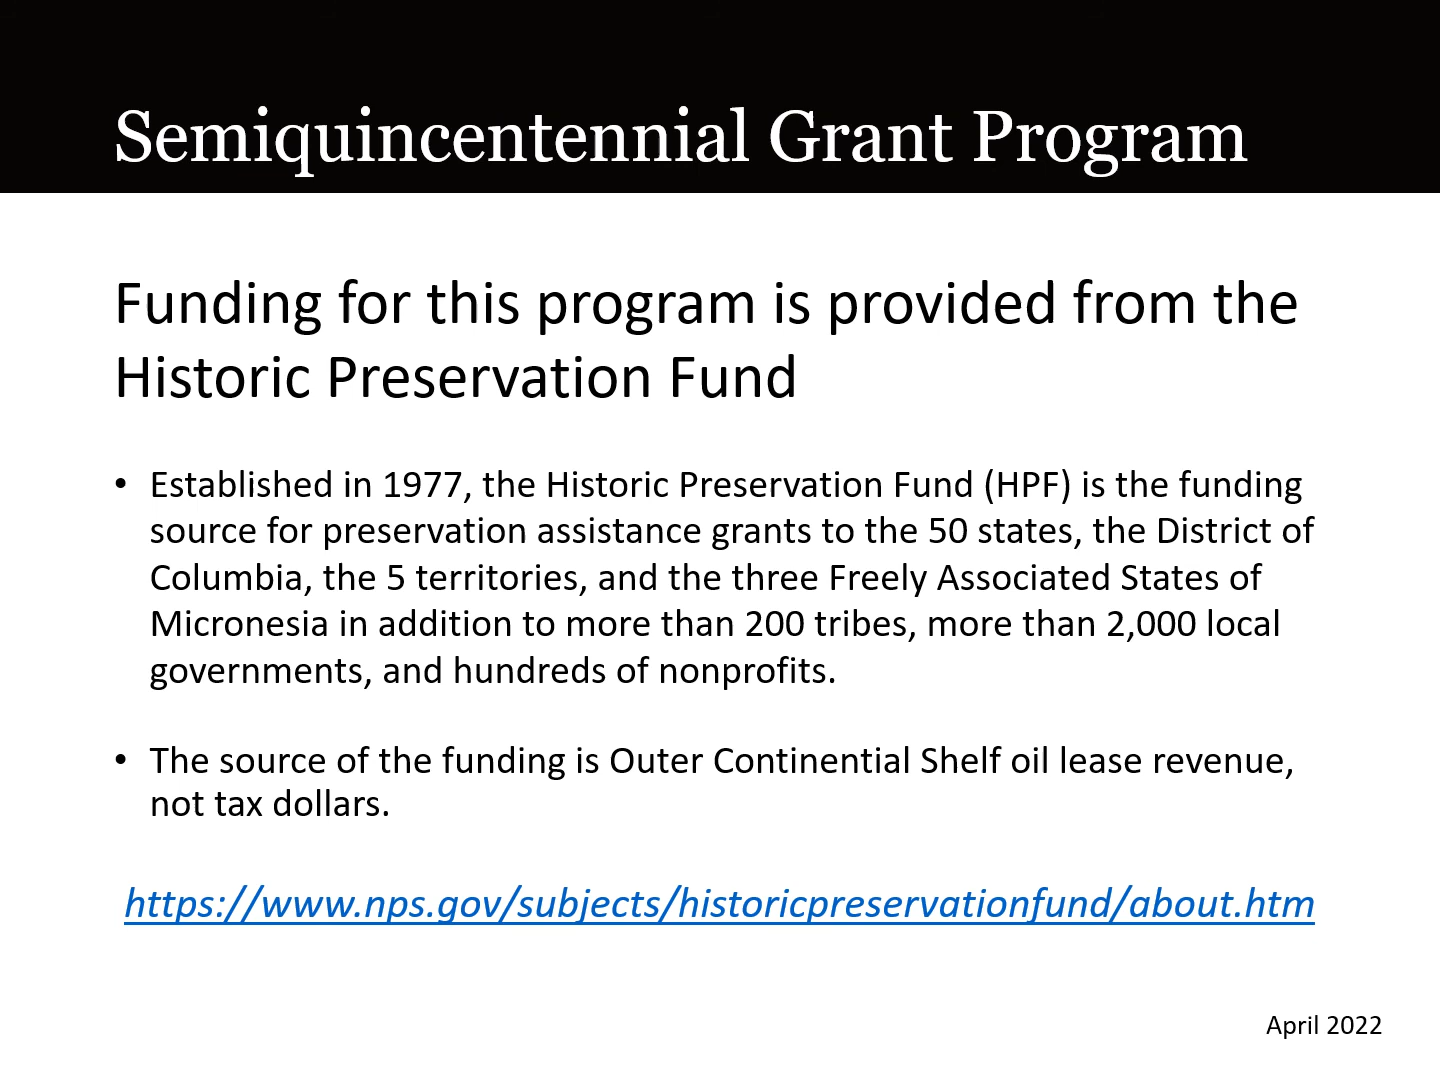 Semiquincentennial Grant Program
Funding for this program is provided from the
Historic Preservation Fund
• Established in 1977, the Historic Preservation Fund (HPF) is the funding
source for preservation assistance grants to the 50 states, the District of
Columbia, the 5 territories, and the three Freely Associated States of
Micronesia in addition to more than 200 tribes, more than 2,000 local
governments, and hundreds of nonprofits.
• The source of the funding is Outer Continental Shelf oil lease revenue,
not tax dollars.
https://www.nps.gov/subjects/historicpreservationfund/about.htm
April 2022